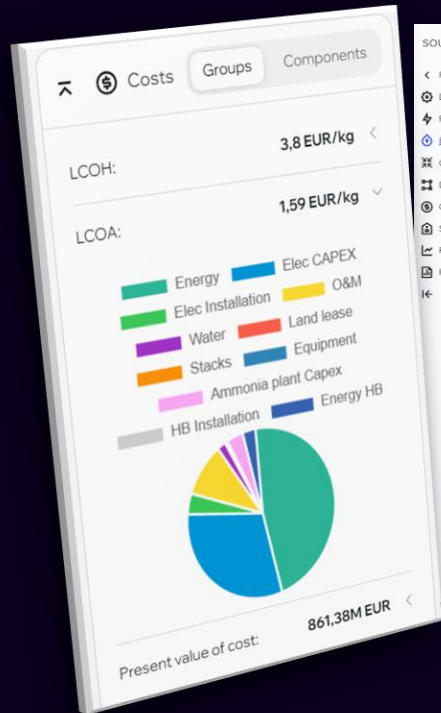 Costs Groups Components
LCOH: 3,8 EUR/kg
LCOA: 1,59 EUR/kg
Energy Elec CAPEX
Elec Installation O&M
Water Land lease
Stacks Equipment
Ammonia plant Capex
HB Installation Energy HB
Present value of cost: 861,38M EUR
SOU